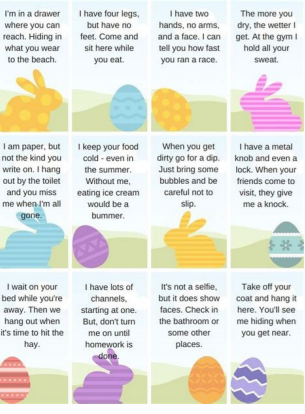 I'm in a drawer
where you can
reach. Hiding in
what you wear
to the beach.
I have four legs,
but have no
feet. Come and
sit here while
you eat.
I have two
hands, no arms,
and a face. I can
tell you how fast
you ran a race.
The more you
dry, the wetter I
get. At the gym I
hold all your
sweat.
I am paper, but
not the kind you
write on. I hang
out by the toilet
and you miss
me when I'm all
gone.
I keep your food
cold - even in
the summer.
Without me,
eating ice cream
would be a
bummer.
When you get
dirty go for a dip.
Just bring some
bubbles and be
careful not to
slip.
I have a metal
knob and even a
lock. When your
friends come to
visit, they give
me a knock.
I wait on your
bed while you're
away. Then we
hang out when
it's time to hit the
hay.
I have lots of
channels,
starting at one.
But, don't turn
me on until
homework is
done.
It's not a selfie,
but it does show
faces. Check in
the bathroom or
some other
places.
Take off your
coat and hang it
here. You'll see
me hiding when
you get near.